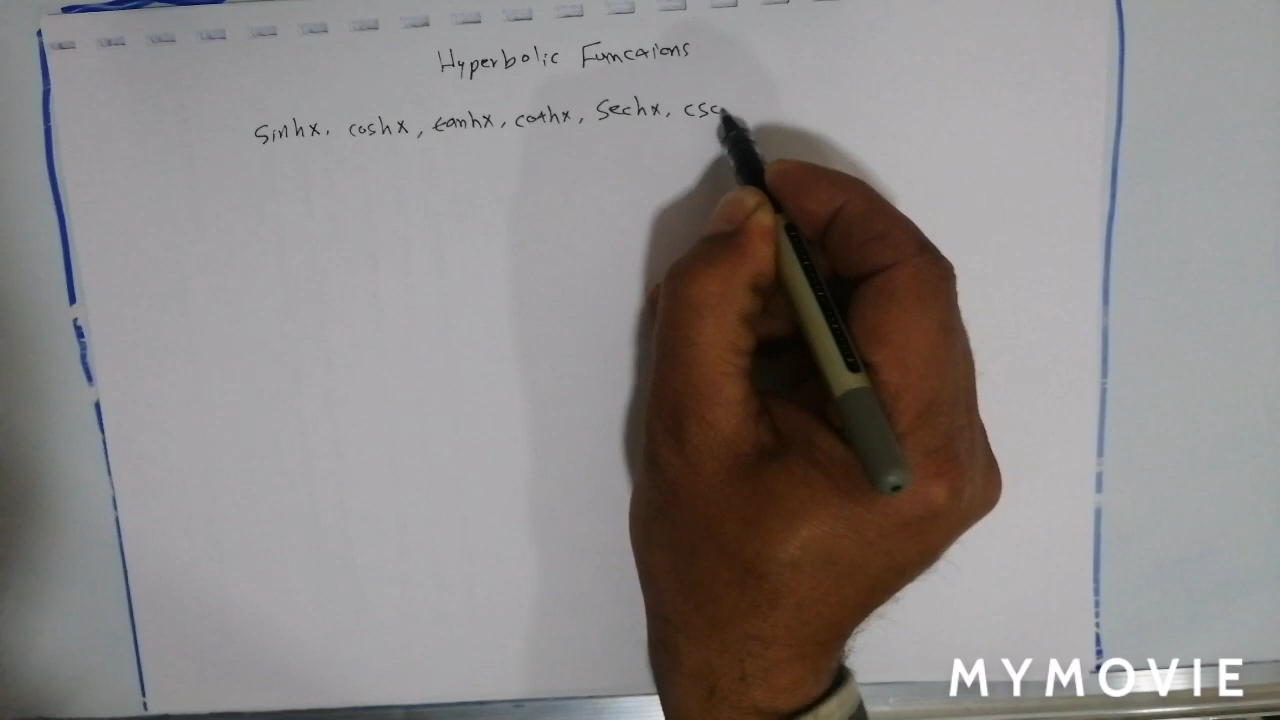 Hyperbolic Funcaions
Sinhx, coshx, tanhx, cothx, Sechx, csc
MYMOVIE